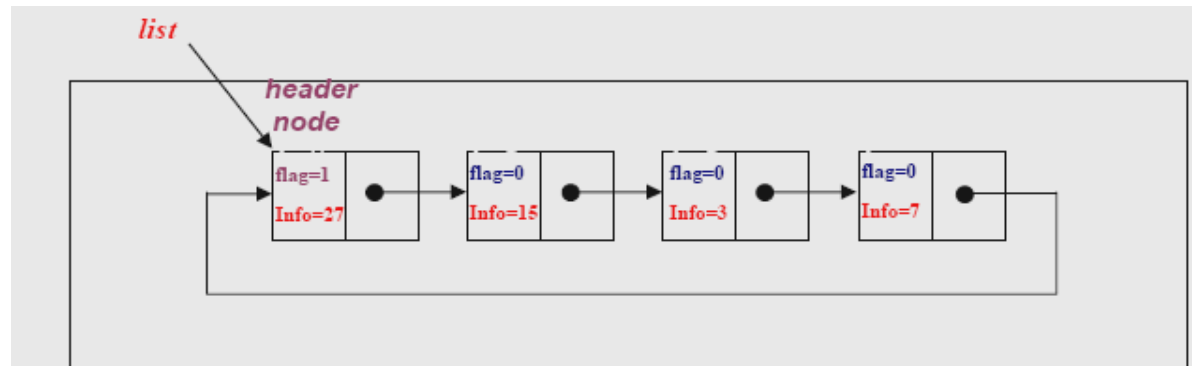 list
header
node
flag=1
Info=27
flag=0
Info=15
flag=0
Info=3
flag=0
Info=7